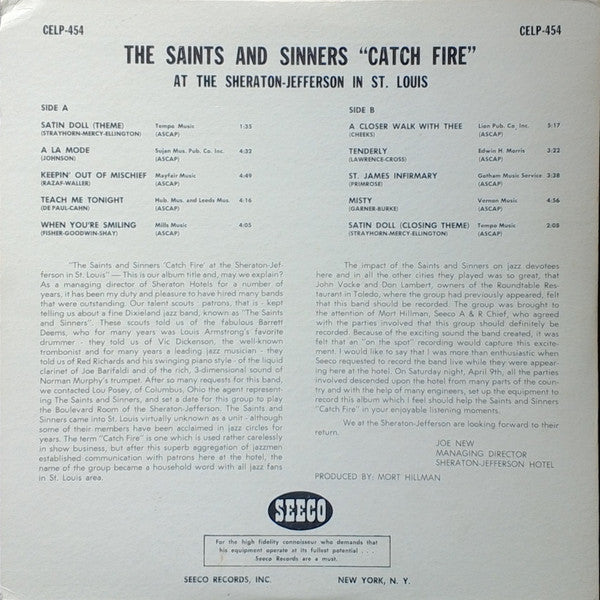 CELP-454 CELP-454
THE SAINTS AND SINNERS "CATCH FIRE"
AT THE SHERATON-JEFFERSON IN ST. LOUIS
SIDE A
SATIN DOLL (THEME) Tempo Music 1:35
(STRAYHORN-MERCY-ELLINGTON) (ASCAP)
A LA MODE Sujan Mus. Pub. Co. Inc. 4:32
(JOHNSON) (ASCAP)
KEEPIN' OUT OF MISCHIEF Mayfair Music 4:49
(RAZAF-WALLER) (ASCAP)
TEACH ME TONIGHT Hub. Mus. and Leeds Mus. 4:16
(DE PAUL-CAHN) (ASCAP)
WHEN YOU'RE SMILING Mills Music 4:05
(FISHER-GOODWIN-SHAY) (ASCAP)
SIDE B
A CLOSER WALK WITH THEE Lion Pub. Co. Inc. 5:17
(CHEEKS) (ASCAP)
TENDERLY Edwin H. Morris 3:22
(LAWRENCE-CROSS) (ASCAP)
ST. JAMES INFIRMARY Gotham Music Service 3:38
(PRIMROSE) (ASCAP)
MISTY Vernon Music 4:56
(GARNER-BURKE) (ASCAP)
SATIN DOLL (CLOSING THEME) Tempo Music 2:08
(STRAYHORN-MERCY-ELLINGTON) (ASCAP)
"The Saints and Sinners 'Catch Fire' at the Sheraton-Jef-
ferson in St. Louis" — This is our album title and, may we explain?
As a managing director of Sheraton Hotels for a number of
years, it has been my duty and pleasure to have hired many bands
that were outstanding. Our talent scouts - patrons, that is - kept
telling us about a fine Dixieland jazz band, known as "The Saints
and Sinners". These scouts told us of the fabulous Barrett
Deems, who for many years was Louis Armstrong's favorite
drummer - they told us of Vic Dickenson, the well-known
trombonist and for many years a leading jazz musician - they
told us of Red Richards and his swinging piano style - of the liquid
clarinet of Joe Barifaldi and of the rich, 3-dimensional sound of
Norman Murphy's trumpet. After so many requests for this band,
we contacted Lou Posey, of Columbus, Ohio the agent represent-
ing The Saints and Sinners, and set a date for this group to play
the Boulevard Room of the Sheraton-Jefferson. The Saints and
Sinners came into St. Louis virtually unknown as a unit - although
some of their members have been acclaimed in jazz circles for
years. The term "Catch Fire" is one which is used rather carelessly
in show business, but after this superb aggregation of jazzmen
established communication with patrons here at the hotel, the
name of the group became a household word with all jazz fans
in St. Louis area.
The impact of the Saints and Sinners on jazz devotees
here and in all the other cities they played was so great, that
John Vocke and Don Lambert, owners of the Roundtable Res-
taurant in Toledo, where the group had previously appeared, felt
that this band should be recorded. The group was brought to the
attention of Mort Hillman, Seeco A & R Chief, who agreed
with the parties involved that this group should definitely be
recorded. Because of the exciting sound the band created, it was
felt that an "on the spot" recording would capture this excite-
ment. I would like to say that I was more than enthusiastic when
Seeco requested to record the band live while they were appear-
ing here at the hotel. On Saturday night, April 9th, all the parties
involved descended upon the hotel from many parts of the coun-
try and with the help of many engineers, set up the equipment to
record this album which I feel should help the Saints and Sinners
"Catch Fire" in your enjoyable listening moments.
We at the Sheraton-Jefferson are looking forward to their
return.
JOE NEW
MANAGING DIRECTOR
SHERATON-JEFFERSON HOTEL
PRODUCED BY: MORT HILLMAN
SEECO
For the high fidelity connoisseur who demands that
his equipment operate at its fullest potential . . . .
Seeco Records are a must.
SEECO RECORDS, INC. NEW YORK, N. Y.